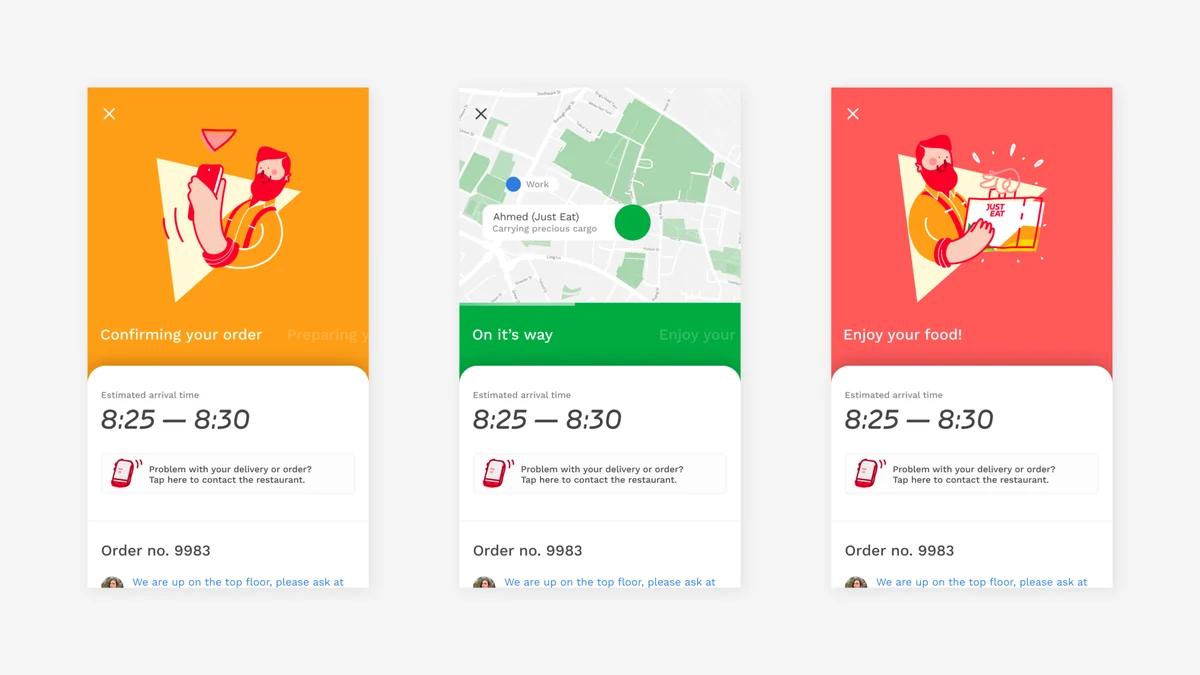 Confirming your order
Preparing y
Estimated arrival time
8:25 — 8:30
Problem with your delivery or order?
Tap here to contact the restaurant.
Order no. 9983
We are up on the top floor, please ask at
Work
Ahmed (Just Eat)
Carrying precious cargo
On it's way
Enjoy your
Estimated arrival time
8:25 — 8:30
Problem with your delivery or order?
Tap here to contact the restaurant.
Order no. 9983
We are up on the top floor, please ask at
JUST
EAT
Enjoy your food!
Estimated arrival time
8:25 — 8:30
Problem with your delivery or order?
Tap here to contact the restaurant.
Order no. 9983
We are up on the top floor, please ask at